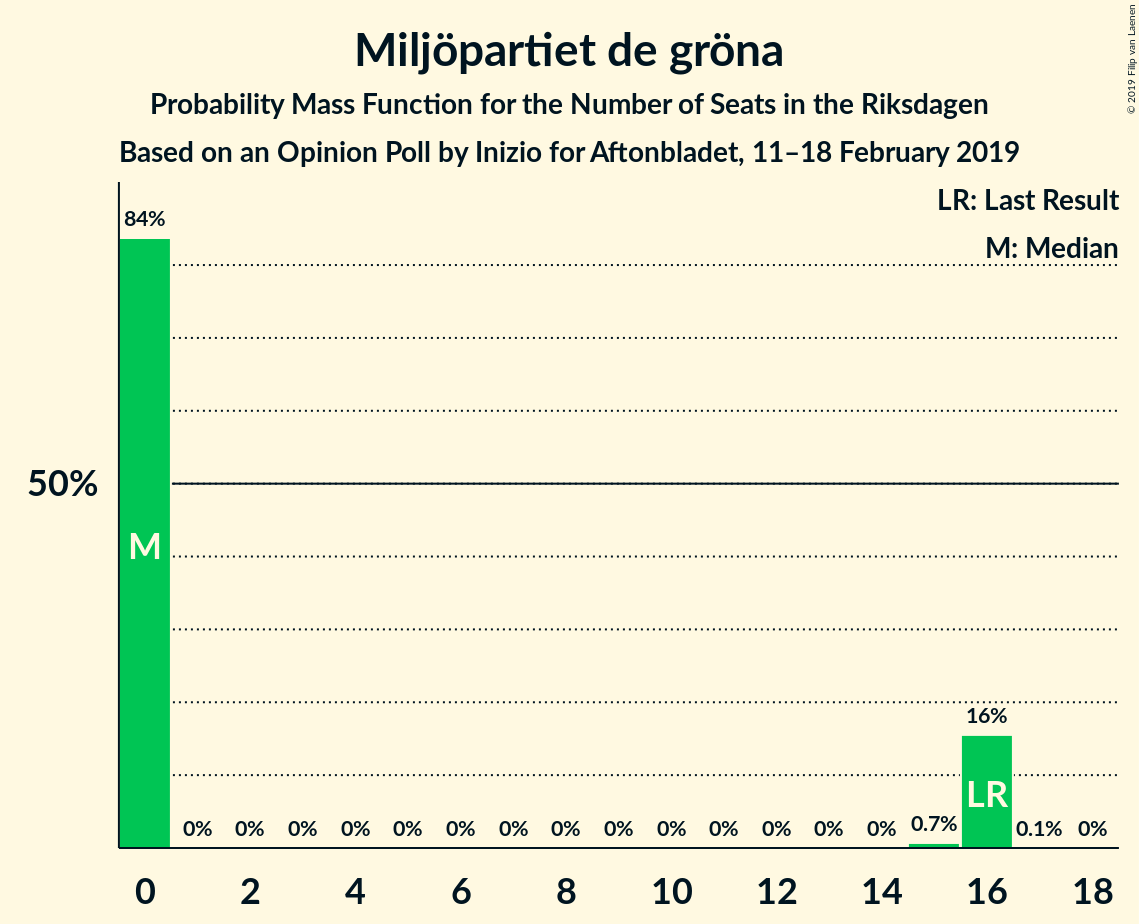 Miljöpartiet de gröna
Probability Mass Function for the Number of Seats in the Riksdagen
Based on an Opinion Poll by Inizio for Aftonbladet, 11–18 February 2019
© 2019 Filip van Laenen
LR: Last Result
M: Median
84%
50%
M
16%
LR
0% 0% 0% 0% 0% 0% 0% 0% 0% 0% 0% 0% 0% 0% 0.7% 0.1% 0%
0 2 4 6 8 10 12 14 16 18